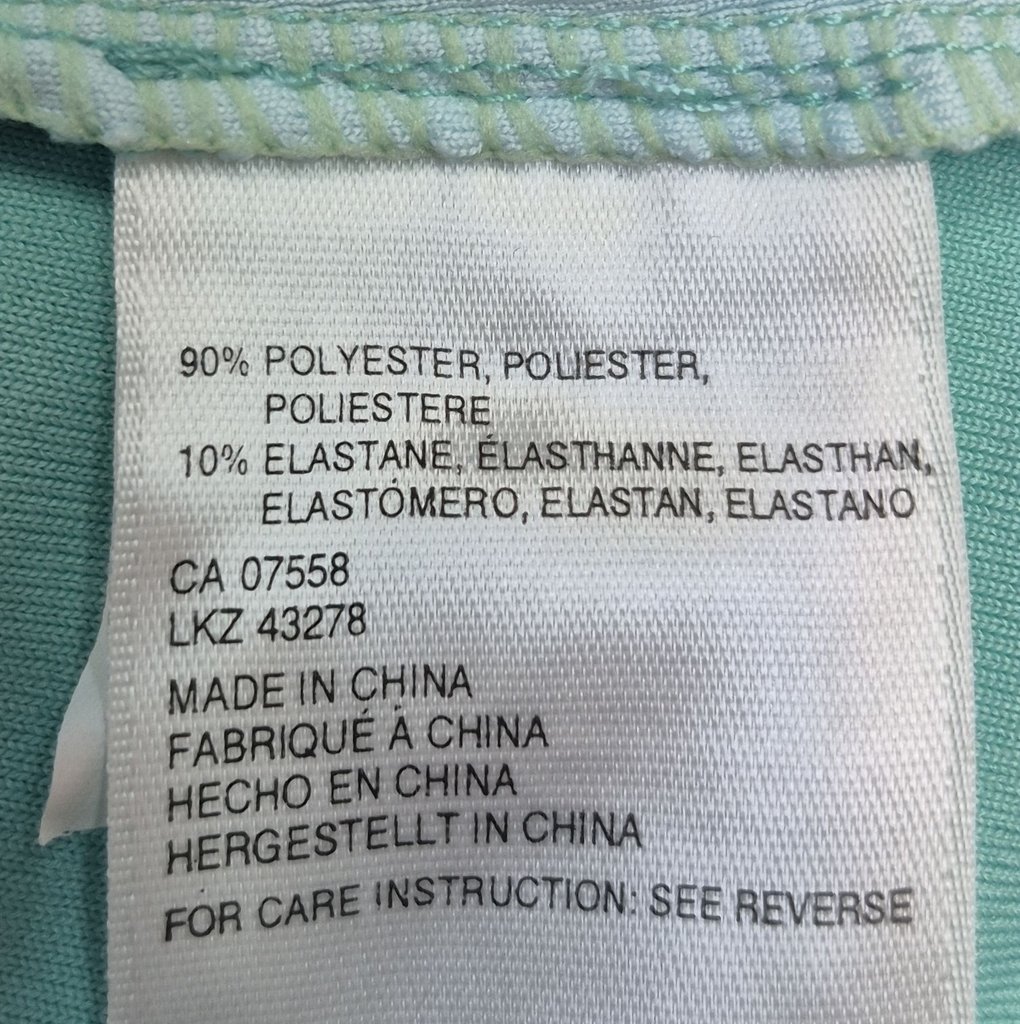 90% POLYESTER, POLIESTER,
POLIESTERE
10% ELASTANE, ÉLASTHANNE, ELASTHAN,
ELASTÓMERO, ELASTAN, ELASTANO
CA 07558
LKZ 43278
MADE IN CHINA
FABRIQUÉ À CHINA
HECHO EN CHINA
HERGESTELLT IN CHINA
FOR CARE INSTRUCTION: SEE REVERSE